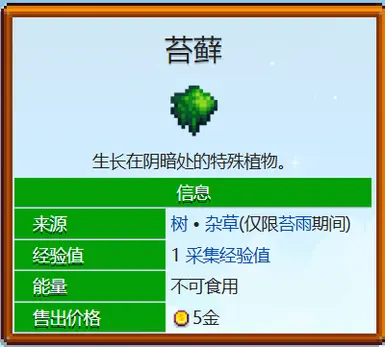 苔藓
生长在阴暗处的特殊植物。
信息
来源 树 • 杂草(仅限苔雨期间)
经验值 1 采集经验值
能量 不可食用
售出价格 5金